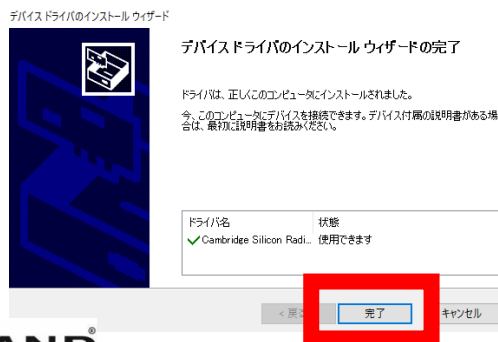 デバイス ドライバのインストール ウィザード
デバイス ドライバのインストール ウィザードの完了
ドライバは、正しくこのコンピュータにインストールされました。
今、このコンピュータにデバイスを接続できます。デバイス付属の説明書がある場
合は、最初に説明書をお読みください。
ドライバ名 状態
Cambridge Silicon Radi... 使用できます
< 戻 完了 キャンセル